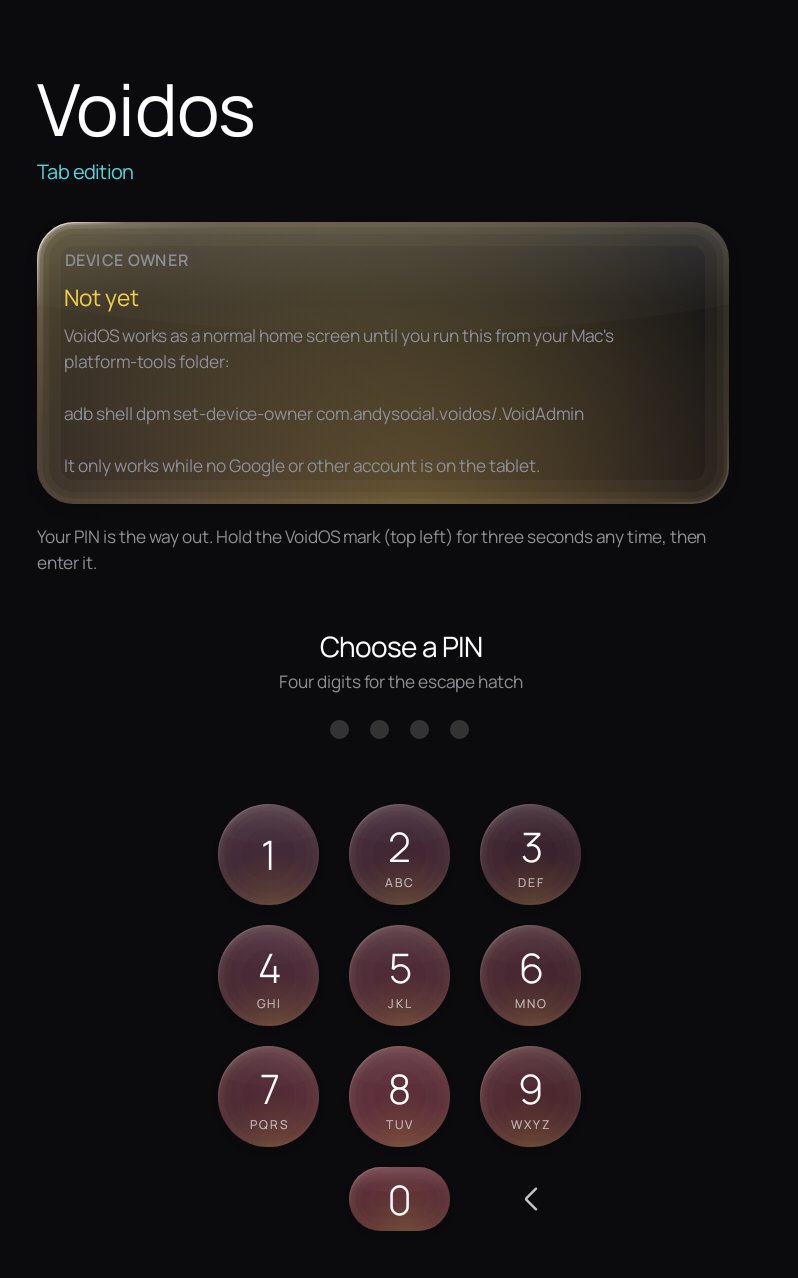 Voidos
Tab edition
DEVICE OWNER
Not yet
VoidOS works as a normal home screen until you run this from your Mac's
platform-tools folder:
adb shell dpm set-device-owner com.andysocial.voidos/.VoidAdmin
It only works while no Google or other account is on the tablet.
Your PIN is the way out. Hold the VoidOS mark (top left) for three seconds any time, then
enter it.
Choose a PIN
Four digits for the escape hatch
1 2 3
ABC DEF
4 5 6
GHI JKL MNO
7 8 9
PQRS TUV WXYZ
0